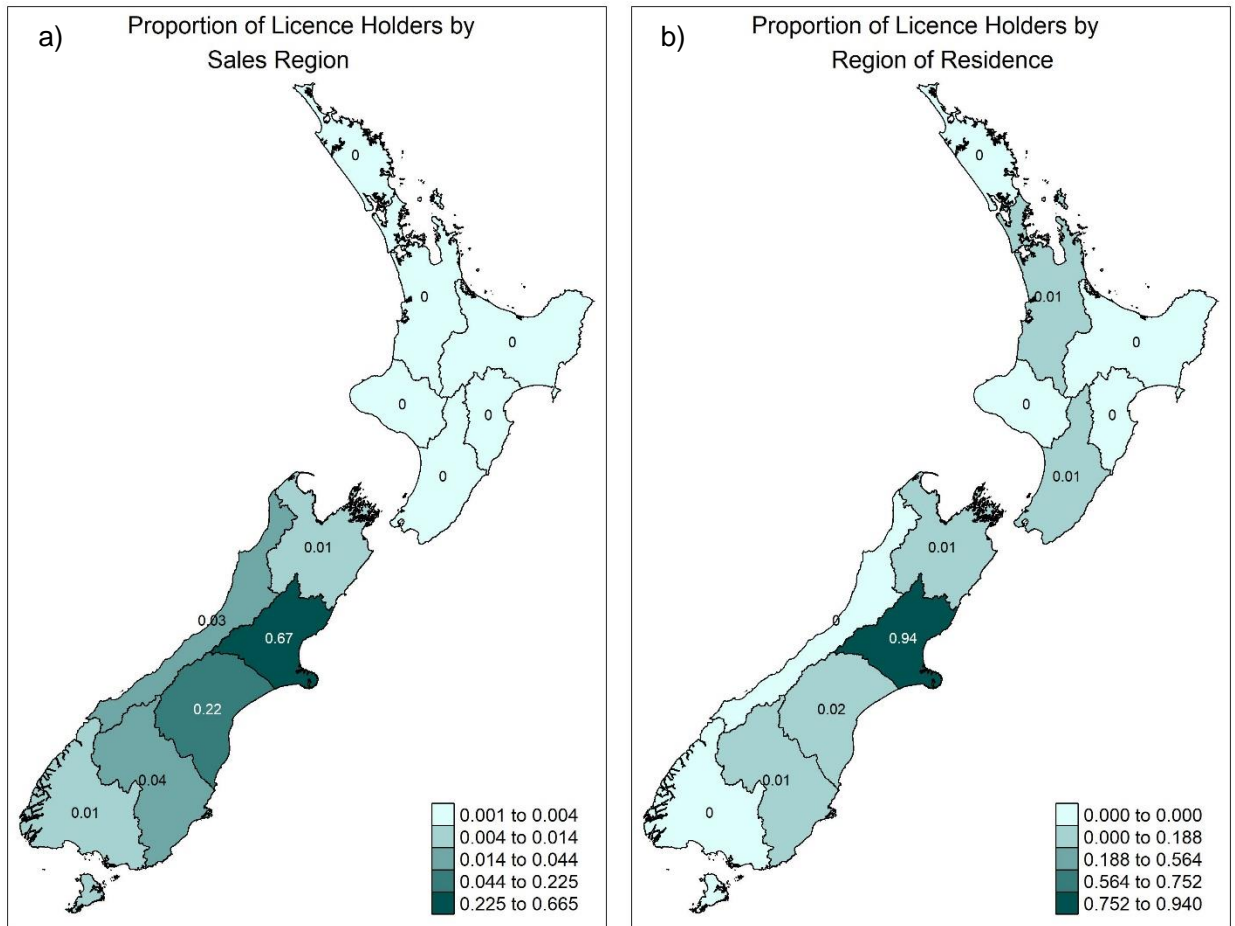 a)
Proportion of Licence Holders by
Sales Region
0
0
0
0
0
0
0.01
0.03
0.67
0.22
0.04
0.01
0.001 to 0.004
0.004 to 0.014
0.014 to 0.044
0.044 to 0.225
0.225 to 0.665
b)
Proportion of Licence Holders by
Region of Residence
0
0.01
0
0
0
0.01
0.01
0
0.94
0.02
0.01
0
0.000 to 0.000
0.000 to 0.188
0.188 to 0.564
0.564 to 0.752
0.752 to 0.940